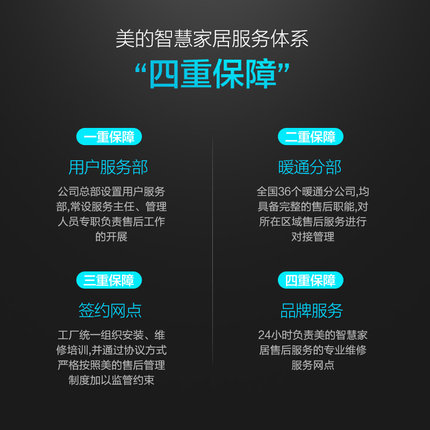 美的智慧家居服务体系
“四重保障”
一重保障
用户服务部
公司总部设置用户服务
部,常设服务主任、管理
人员专职负责售后工作
的开展
二重保障
暖通分部
全国36个暖通分公司,均
具备完整的售后职能,对
所在区域售后服务进行
对接管理
三重保障
签约网点
工厂统一组织安装、维
修培训,并通过协议方式
严格按照美的售后管理
制度加以监管约束
四重保障
品牌服务
24小时负责美的智慧家
居售后服务的专业维修
服务网点